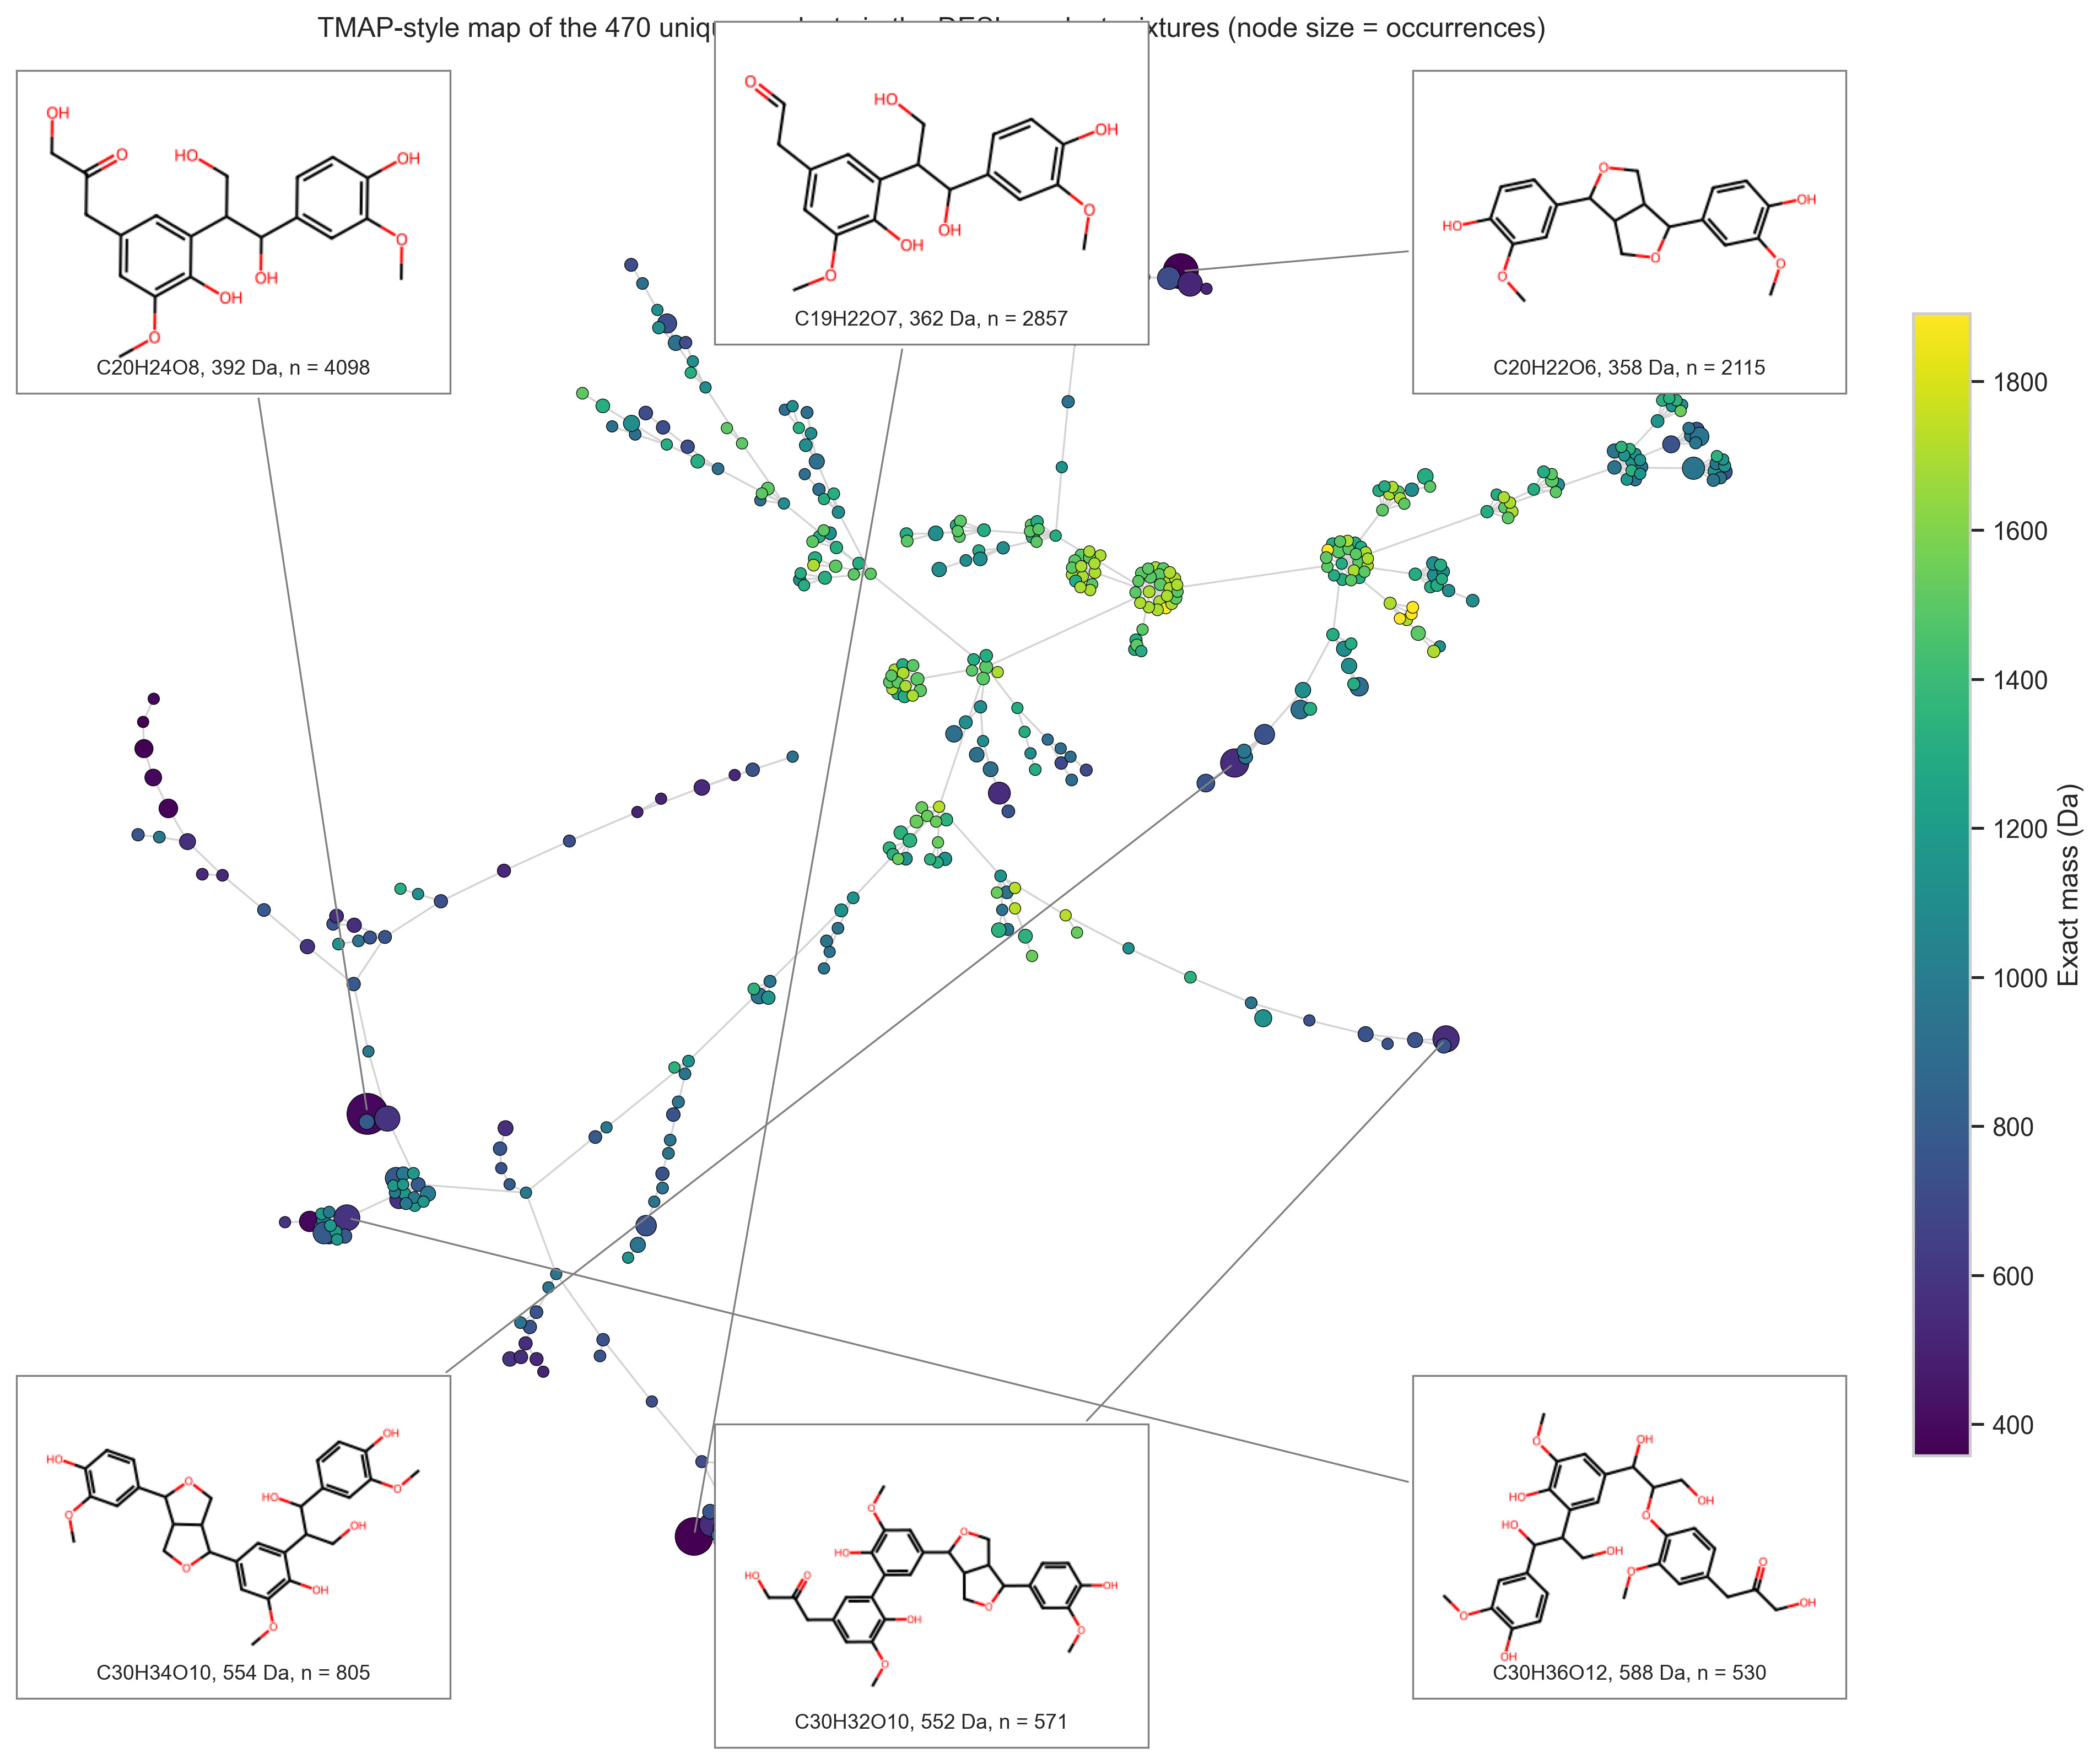 TMAP-style map of the 470 uniq
xtures (node size = occurrences)
OH
O
HO
OH
O
OH
OH
O
C20H24O8, 392 Da, n = 4098
O
HO
OH
O
OH
OH
O
C19H22O7, 362 Da, n = 2857
O
OH
HO
O
O
O
C20H22O6, 358 Da, n = 2115
1800
1600
1400
1200
1000
800
600
400
Exact mass (Da)
OH
HO
O
O
HO
OH
O
O
OH
O
C30H34O10, 554 Da, n = 805
O
O
HO
HO
O
OH
O
OH
O
O
C30H32O10, 552 Da, n = 571
O
OH
HO
OH
O
HO
OH
O
O
OH
O
OH
C30H36O12, 588 Da, n = 530